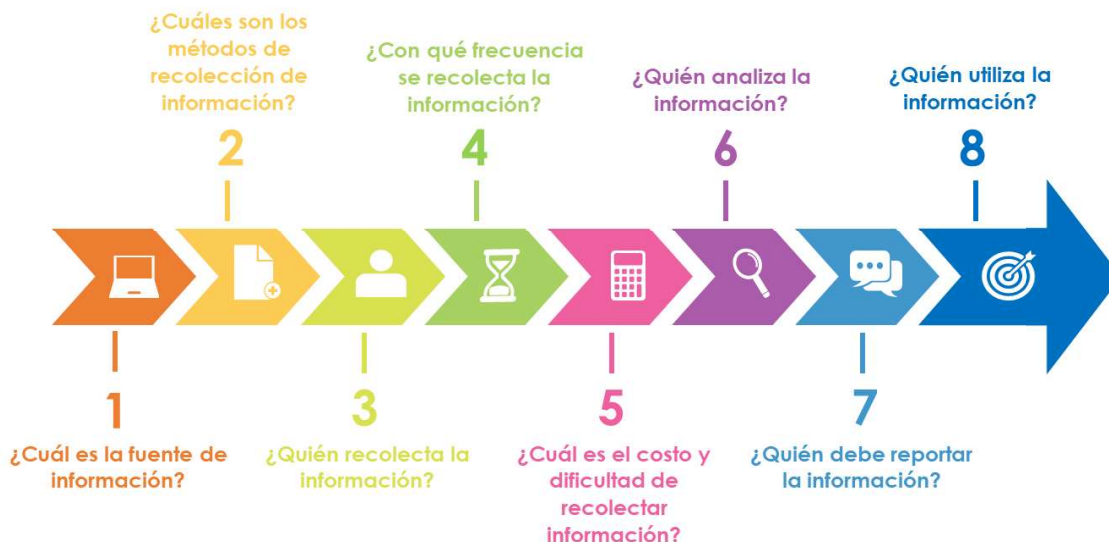 ¿Cuáles son los
métodos de
recolección de
información?
2
¿Con qué frecuencia
se recolecta la
información?
4
¿Quién analiza la
información?
6
¿Quién utiliza la
información?
8
1
¿Cuál es la fuente de
información?
3
¿Quién recolecta la
información?
5
¿Cuál es el costo y
dificultad de
recolectar
información?
7
¿Quién debe reportar
la información?